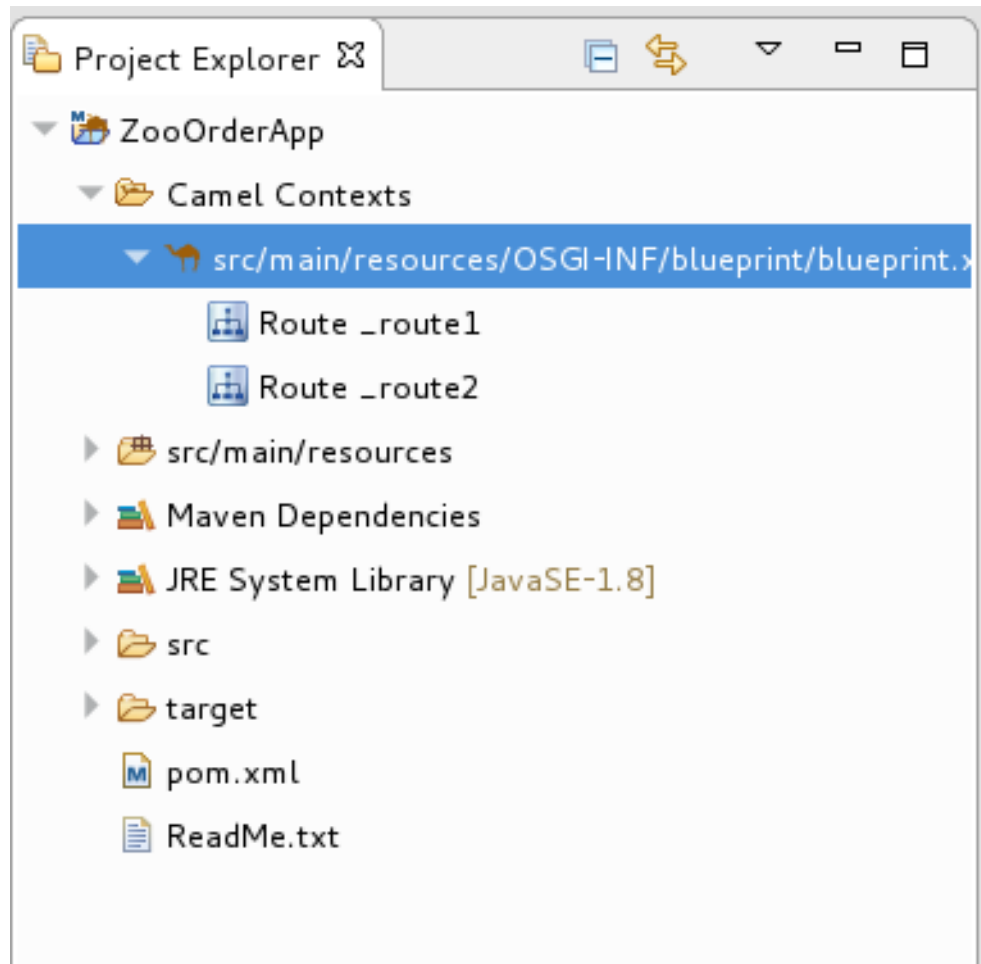 Project Explorer
ZooOrderApp
Camel Contexts
src/main/resources/OSGI-INF/blueprint/blueprint.x
Route _route1
Route _route2
src/main/resources
Maven Dependencies
JRE System Library [JavaSE-1.8]
src
target
pom.xml
ReadMe.txt